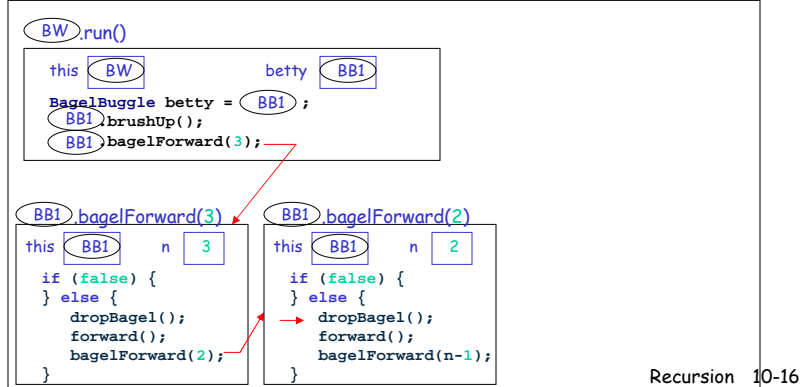 BW.run()
this BW betty BB1
BagelBuggle betty = BB1 ;
BB1.brushUp();
BB1.bagelForward(3);
BB1.bagelForward(3)
this BB1 n 3
if (false) {
} else {
dropBagel();
forward();
bagelForward(2);
}
BB1.bagelForward(2)
this BB1 n 2
if (false) {
} else {
dropBagel();
forward();
bagelForward(n-1);
}
Recursion 10-16